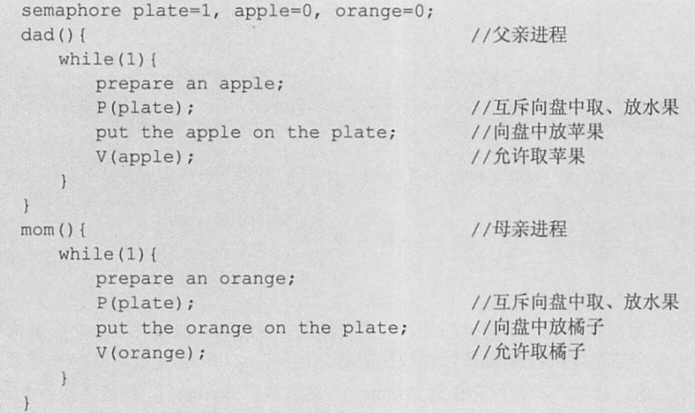 semaphore plate=1, apple=0, orange=0;
dad(){ //父亲进程
while(1){
prepare an apple;
P(plate); //互斥向盘中取、放水果
put the apple on the plate; //向盘中放苹果
V(apple); //允许取苹果
}
}
mom(){ //母亲进程
while(1){
prepare an orange;
P(plate); //互斥向盘中取、放水果
put the orange on the plate; //向盘中放橘子
V(orange); //允许取橘子
}
}